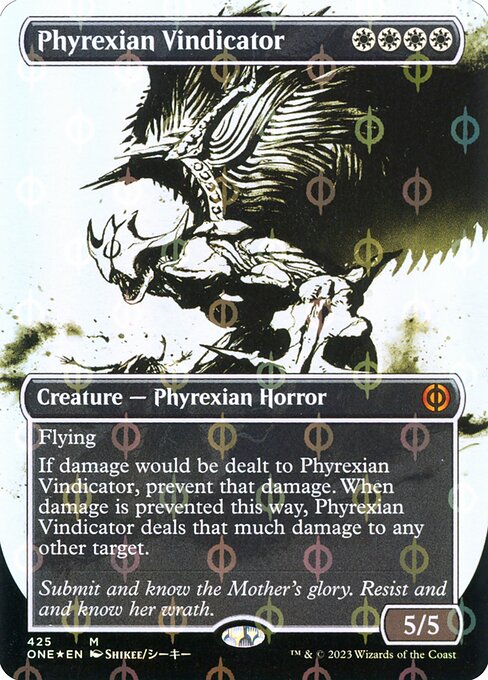 Phyrexian Vindicator
Creature — Phyrexian Horror
Flying
If damage would be dealt to Phyrexian
Vindicator, prevent that damage. When
damage is prevented this way, Phyrexian
Vindicator deals that much damage to any
other target.
Submit and know the Mother's glory. Resist and
and know her wrath.
5/5
425 M
ONE★EN Shikee/シーキー
™ & © 2023 Wizards of the Coast